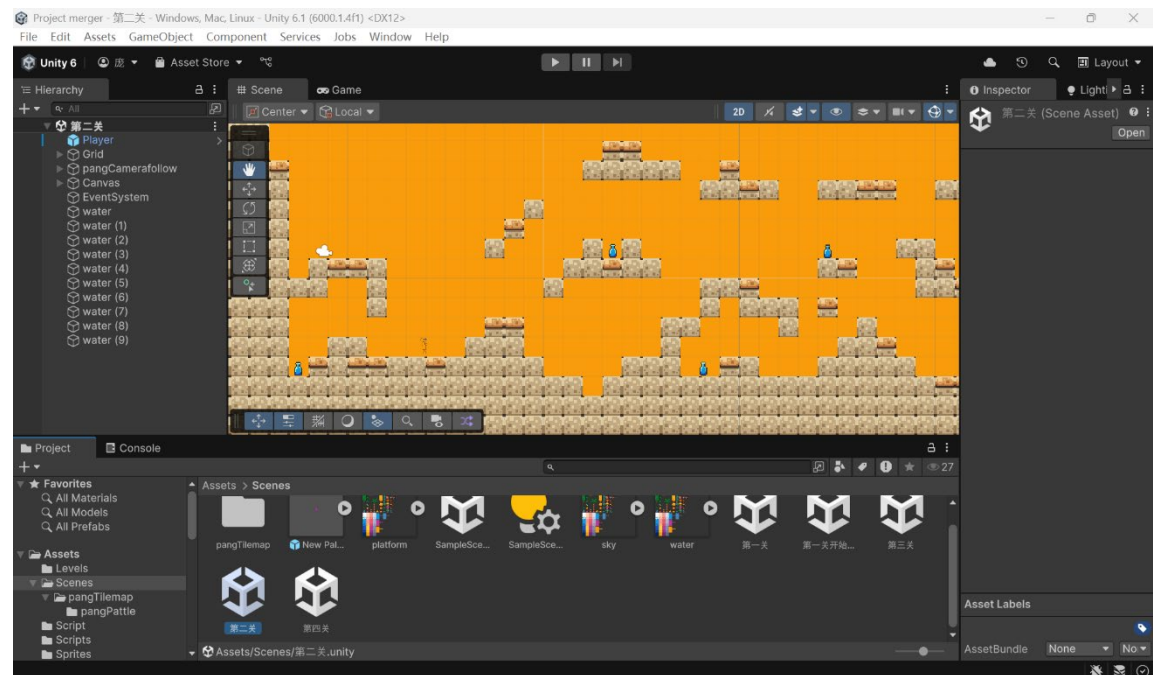 Project merger - 第二关 - Windows, Mac, Linux - Unity 6.1 (6000.1.4f1) <DX12>
File Edit Assets GameObject Component Services Jobs Window Help
Unity 6 庞 Asset Store Layout
Hierarchy
All
第二关
Player
Grid
pangCamerafollow
Canvas
EventSystem
water
water (1)
water (2)
water (3)
water (4)
water (5)
water (6)
water (7)
water (8)
water (9)
Scene Game
Center Local 2D
Inspector Lighti
第二关 (Scene Asset)
Open
Project Console
27
Favorites
All Materials
All Models
All Prefabs
Assets
Levels
Scenes
pangTilemap
pangPattle
Script
Scripts
Sprites
Assets > Scenes
pangTilemap New Pal... platform SampleSce... SampleSce... sky water 第一关 第一关开始... 第三关
第二关 第四关
Assets/Scenes/第二关.unity
Asset Labels
AssetBundle None No